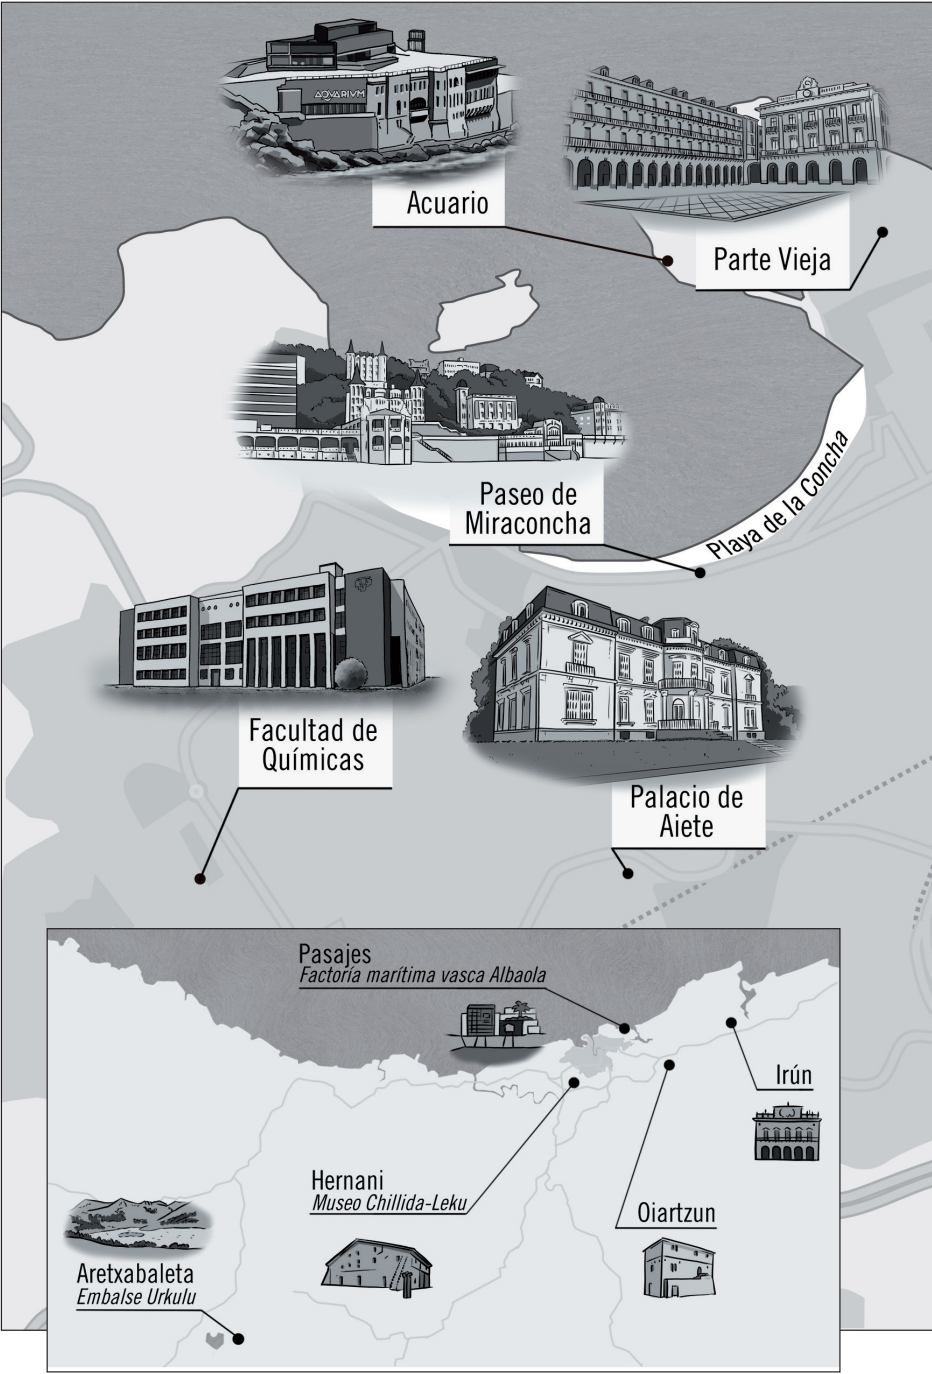 AQVARIVM
Acuario
Parte Vieja
Paseo de
Miraconcha
Playa de la Concha
Facultad de
Químicas
Palacio de
Aiete
Pasajes
Factoría marítima vasca Albaola
Irún
Hernani
Museo Chillida-Leku
Oiartzun
Aretxabaleta
Embalse Urkulu